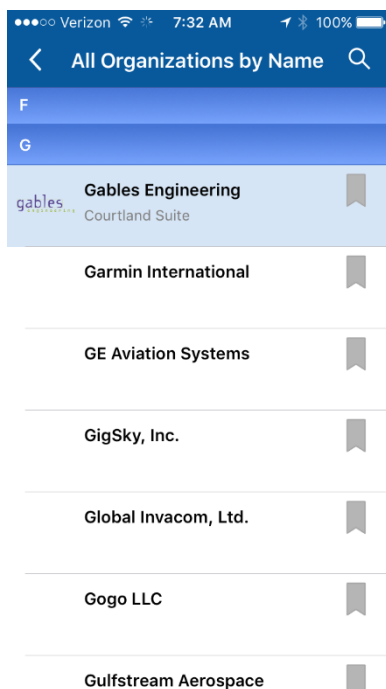 Verizon 7:32 AM 100%
All Organizations by Name
F
G
gables engineering
Gables Engineering
Courtland Suite
Garmin International
GE Aviation Systems
GigSky, Inc.
Global Invacom, Ltd.
Gogo LLC
Gulfstream Aerospace